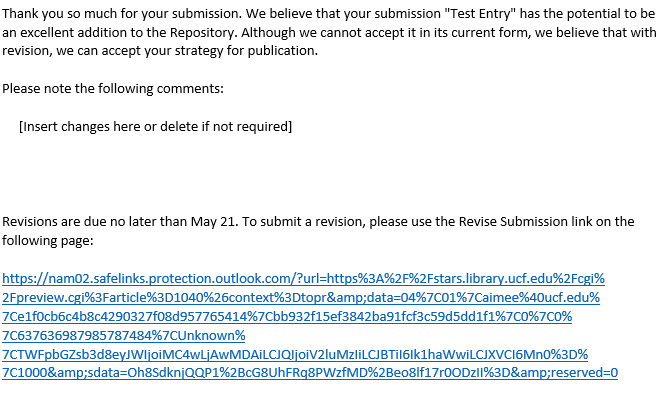 Thank you so much for your submission. We believe that your submission "Test Entry" has the potential to be
an excellent addition to the Repository. Although we cannot accept it in its current form, we believe that with
revision, we can accept your strategy for publication.
Please note the following comments:
[Insert changes here or delete if not required]
Revisions are due no later than May 21. To submit a revision, please use the Revise Submission link on the
following page:
https://nam02.safelinks.protection.outlook.com/?url=https%3A%2F%2Fstars.library.ucf.edu%2Fcgi%
2Fpreview.cgi%3Farticle%3D1040%26context%3Dtopr&amp;data=04%7C01%7Caimee%40ucf.edu%
7Ce1f0cb6c4b8c4290327f08d957765414%7Cbb932f15ef3842ba91fcf3c59d5dd1f1%7C0%7C0%
7C637636987985787484%7CUnknown%
7CTWFpbGZsb3d8eyJWIjoiMC4wLjAwMDAiLCJQIjoiV2luMzIiLCJBTiI6Ik1haWwiLCJXVCI6Mn0%3D%
7C1000&amp;sdata=Oh8SdknjQQP1%2BcG8UhFRq8PWzfMD%2Beo8lf17r0ODzII%3D&amp;reserved=0